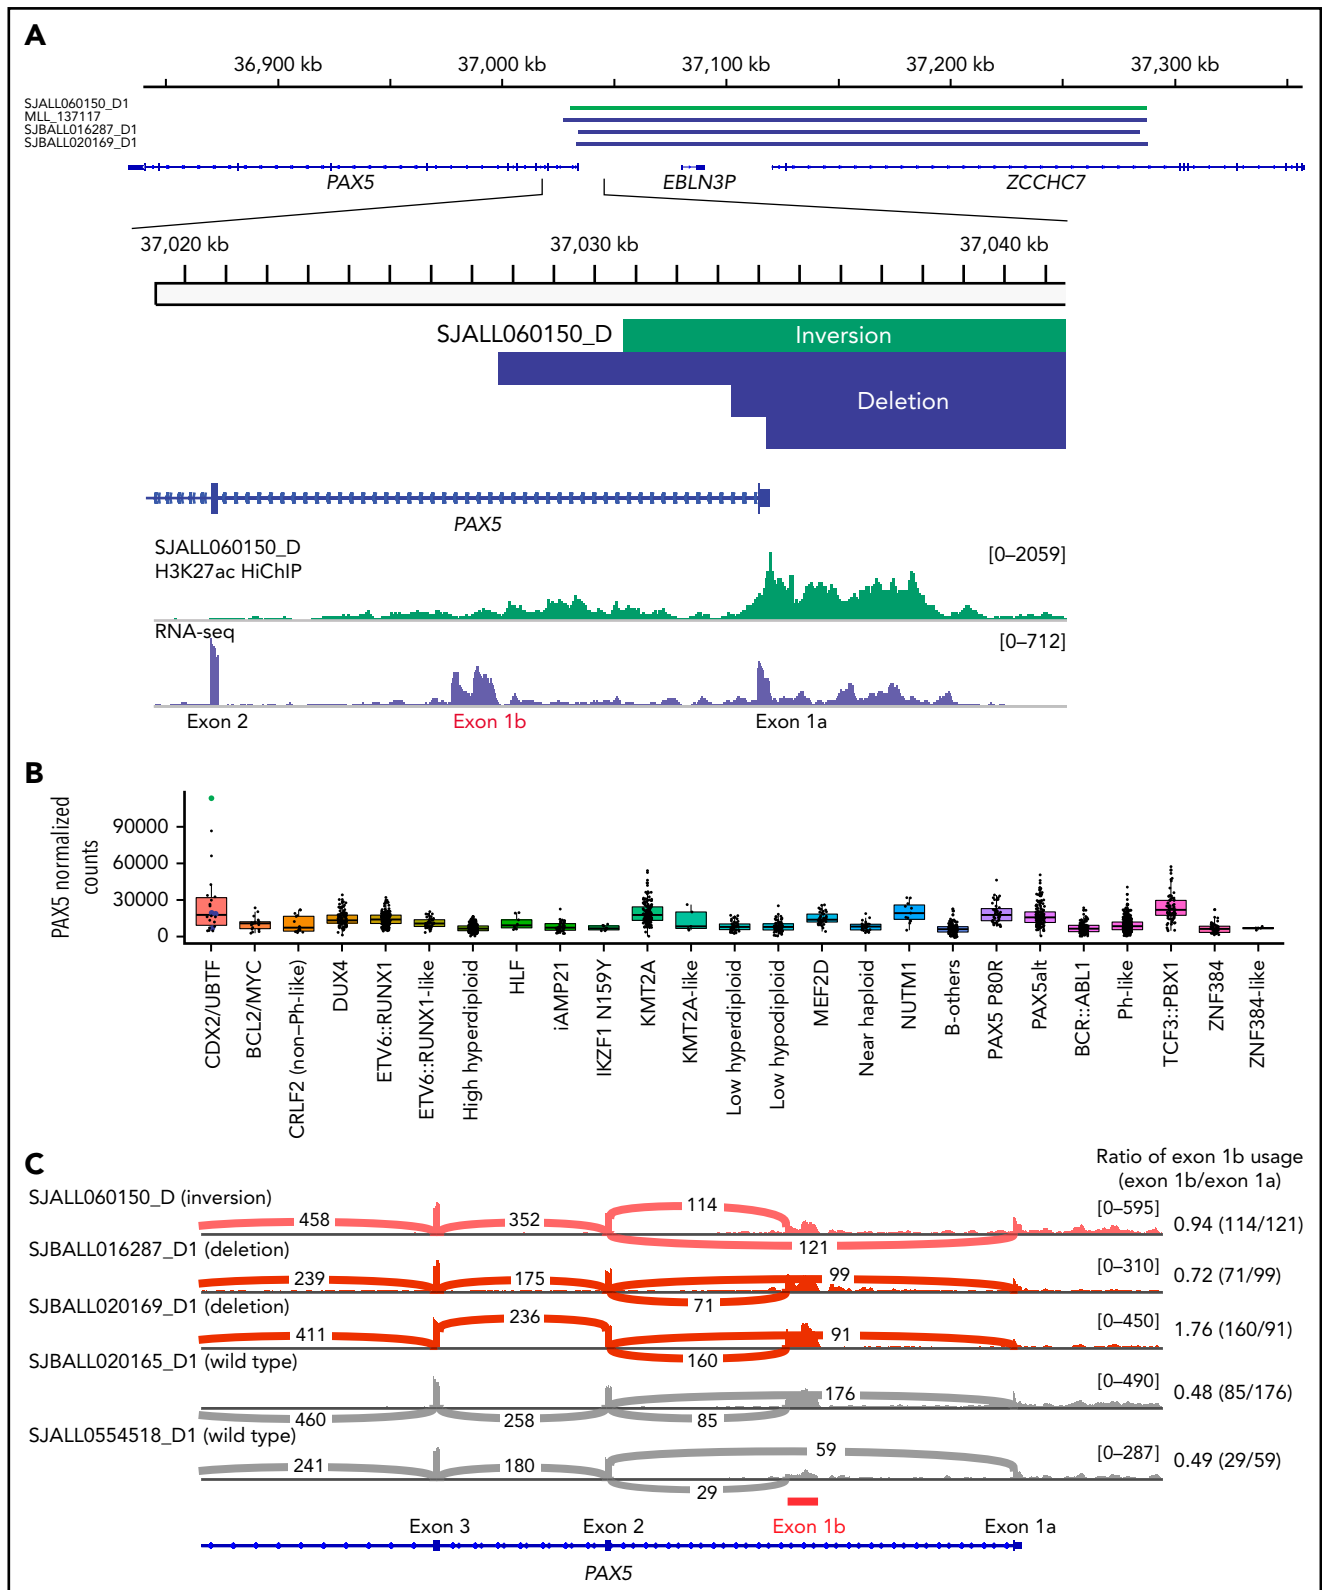 A
36,900 kb 37,000 kb 37,100 kb 37,200 kb 37,300 kb
SJALL060150_D1
MLL_137117
SJBALL016287_D1
SJBALL020169_D1
PAX5 EBLN3P ZCCHC7
37,020 kb 37,030 kb 37,040 kb
SJALL060150_D Inversion
Deletion
PAX5
SJALL060150_D
H3K27ac HiChIP [0–2059]
RNA-seq [0–712]
Exon 2 Exon 1b Exon 1a
B
PAX5 normalized
counts
90000
60000
30000
0
CDX2/UBTF
BCL2/MYC
CRLF2 (non–Ph-like)
DUX4
ETV6::RUNX1
ETV6::RUNX1-like
High hyperdiploid
HLF
iAMP21
IKZF1 N159Y
KMT2A
KMT2A-like
Low hyperdiploid
Low hypodiploid
MEF2D
Near haploid
NUTM1
B-others
PAX5 P80R
PAX5alt
BCR::ABL1
Ph-like
TCF3::PBX1
ZNF384
ZNF384-like
C
Ratio of exon 1b usage
(exon 1b/exon 1a)
SJALL060150_D (inversion)
458 352 114 121 [0–595] 0.94 (114/121)
SJBALL016287_D1 (deletion)
239 175 99 71 [0–310] 0.72 (71/99)
SJBALL020169_D1 (deletion)
411 236 91 160 [0–450] 1.76 (160/91)
SJBALL020165_D1 (wild type)
460 258 176 85 [0–490] 0.48 (85/176)
SJALL0554518_D1 (wild type)
241 180 59 29 [0–287] 0.49 (29/59)
Exon 3 Exon 2 Exon 1b Exon 1a
PAX5